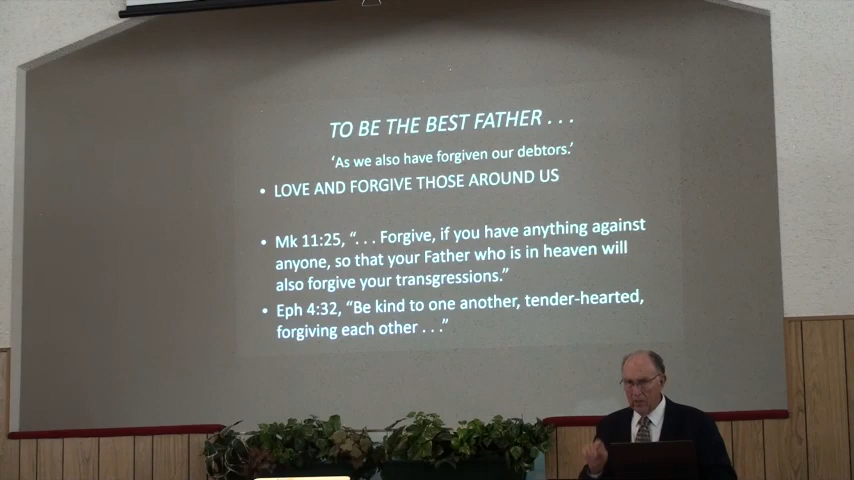 TO BE THE BEST FATHER . . .
‘As we also have forgiven our debtors.’
• LOVE AND FORGIVE THOSE AROUND US
• Mk 11:25, “. . . Forgive, if you have anything against
anyone, so that your Father who is in heaven will
also forgive your transgressions.”
• Eph 4:32, “Be kind to one another, tender-hearted,
forgiving each other . . .”